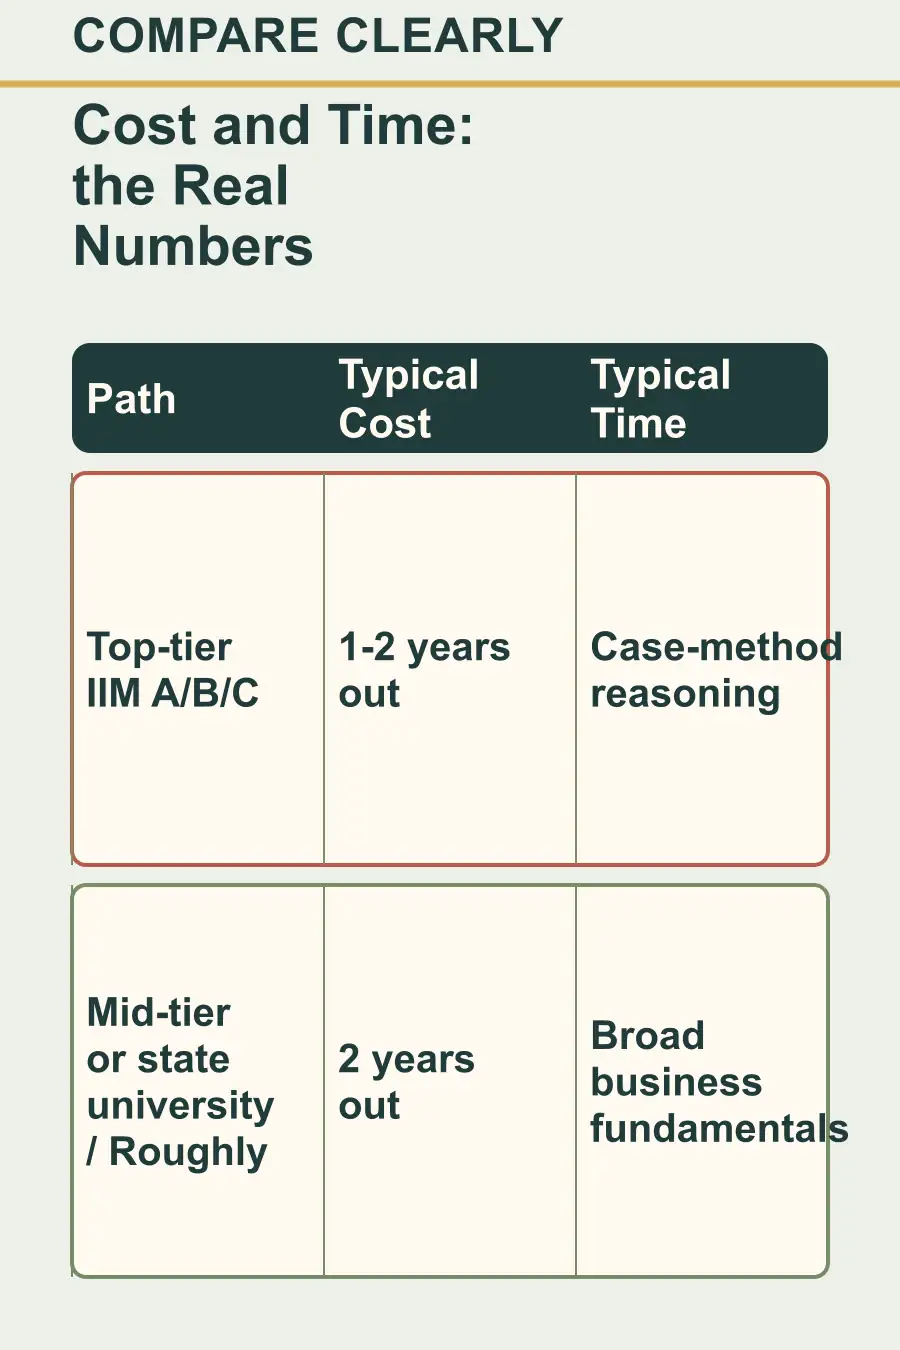 COMPARE CLEARLY
Cost and Time:
the Real
Numbers
Path
Typical
Cost
Typical
Time
Top-tier
IIM A/B/C
1-2 years
out
Case-method
reasoning
Mid-tier
or state
university
/ Roughly
2 years
out
Broad
business
fundamentals